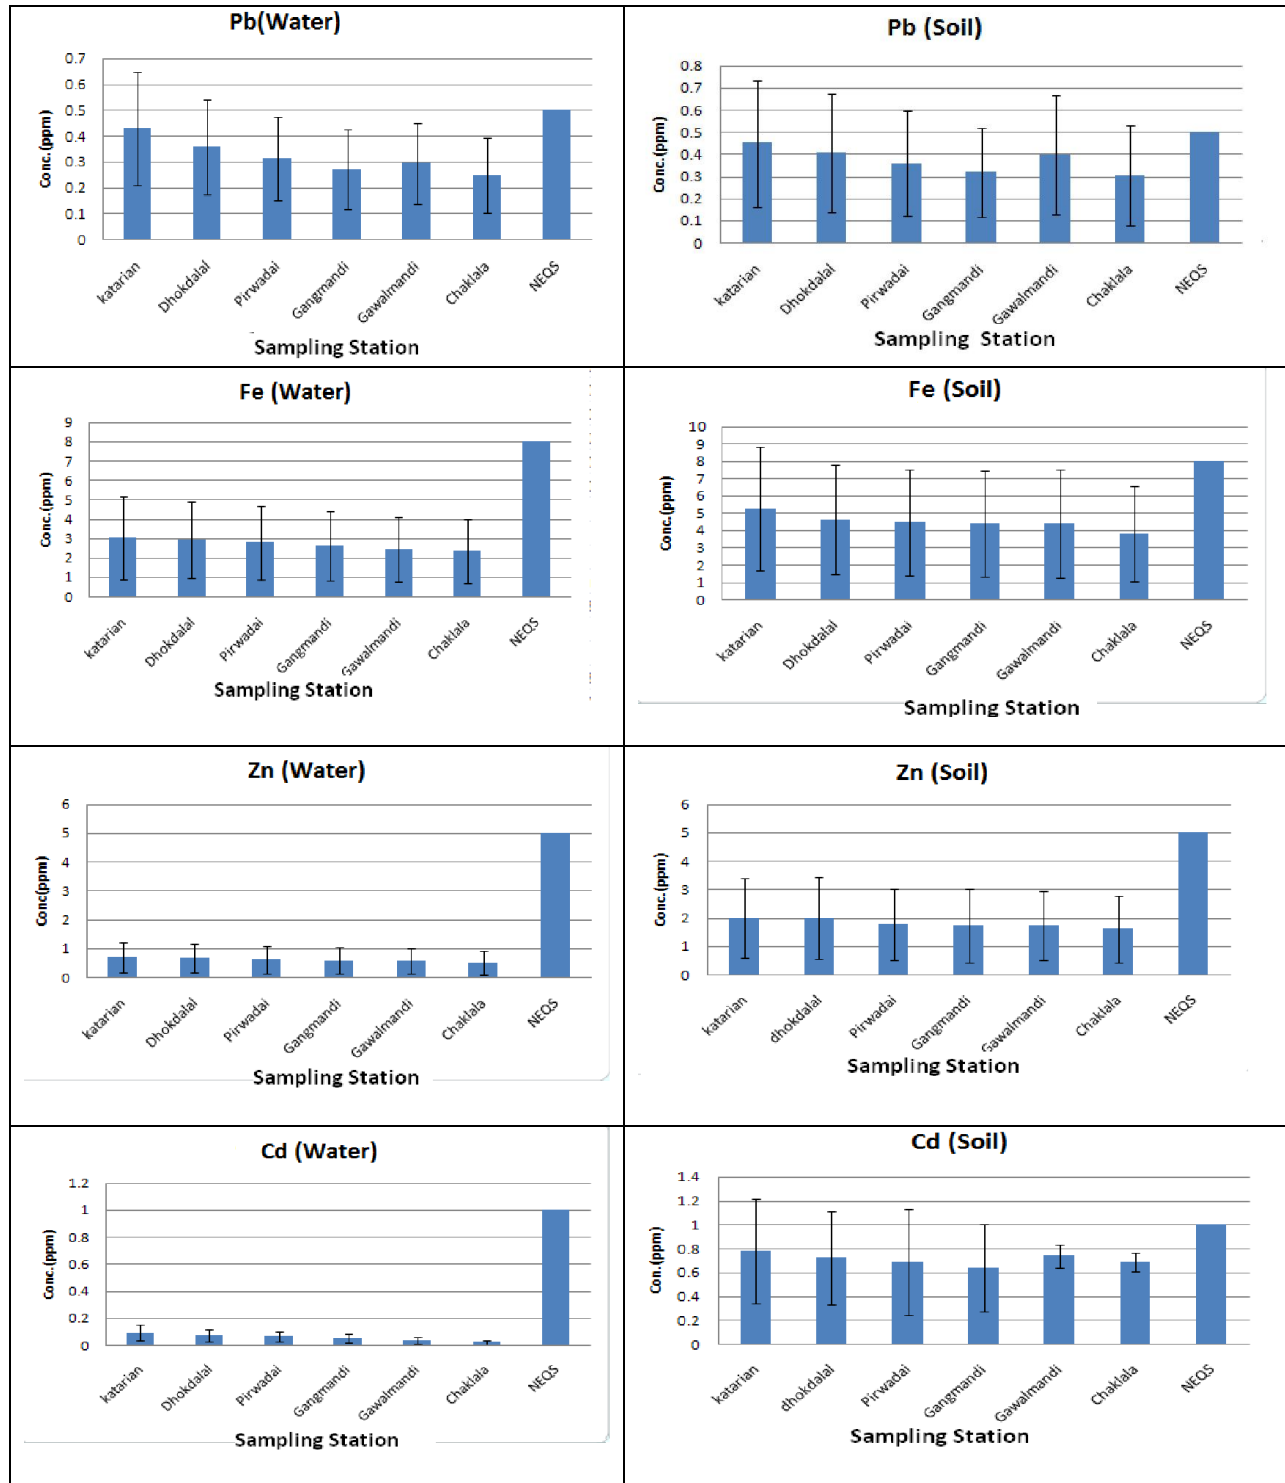 Pb(Water)
0.7
0.6
0.5
0.4
0.3
0.2
0.1
0
Conc.(ppm)
katarian
Dhokdalal
Pirwadai
Gangmandi
Gawalmandi
Chaklala
NEQS
Sampling Station
Pb (Soil)
0.8
0.7
0.6
0.5
0.4
0.3
0.2
0.1
0
Conc.(ppm)
katarian
Dhokdalal
Pirwadai
Gangmandi
Gawalmandi
Chaklala
NEQS
Sampling Station
Fe (Water)
9
8
7
6
5
4
3
2
1
0
Conc.(ppm)
katarian
Dhokdalal
Pirwadai
Gangmandi
Gawalmandi
Chaklala
NEQS
Sampling Station
Fe (Soil)
10
9
8
7
6
5
4
3
2
1
0
Conc.(ppm)
katarian
Dhokdalal
Pirwadai
Gangmandi
Gawalmandi
Chaklala
NEQS
Sampling Station
Zn (Water)
6
5
4
3
2
1
0
Conc(ppm)
katarian
Dhokdalal
Pirwadai
Gangmandi
Gawalmandi
Chaklala
NEQS
Sampling Station
Zn (Soil)
6
5
4
3
2
1
0
Conc.(ppm)
katarian
dhokdalal
Pirwadai
Gangmandi
Gawalmandi
Chaklala
NEQS
Sampling Station
Cd (Water)
1.2
1
0.8
0.6
0.4
0.2
0
Conc.(ppm)
katarian
Dhokdalal
Pirwadai
Gangmandi
Gawalmandi
Chaklala
NEQS
Sampling Station
Cd (Soil)
1.4
1.2
1
0.8
0.6
0.4
0.2
0
Con.(ppm)
katarian
dhokdalal
Pirwadai
Gangmandi
Gawalmandi
Chaklala
NEQS
Sampling Station